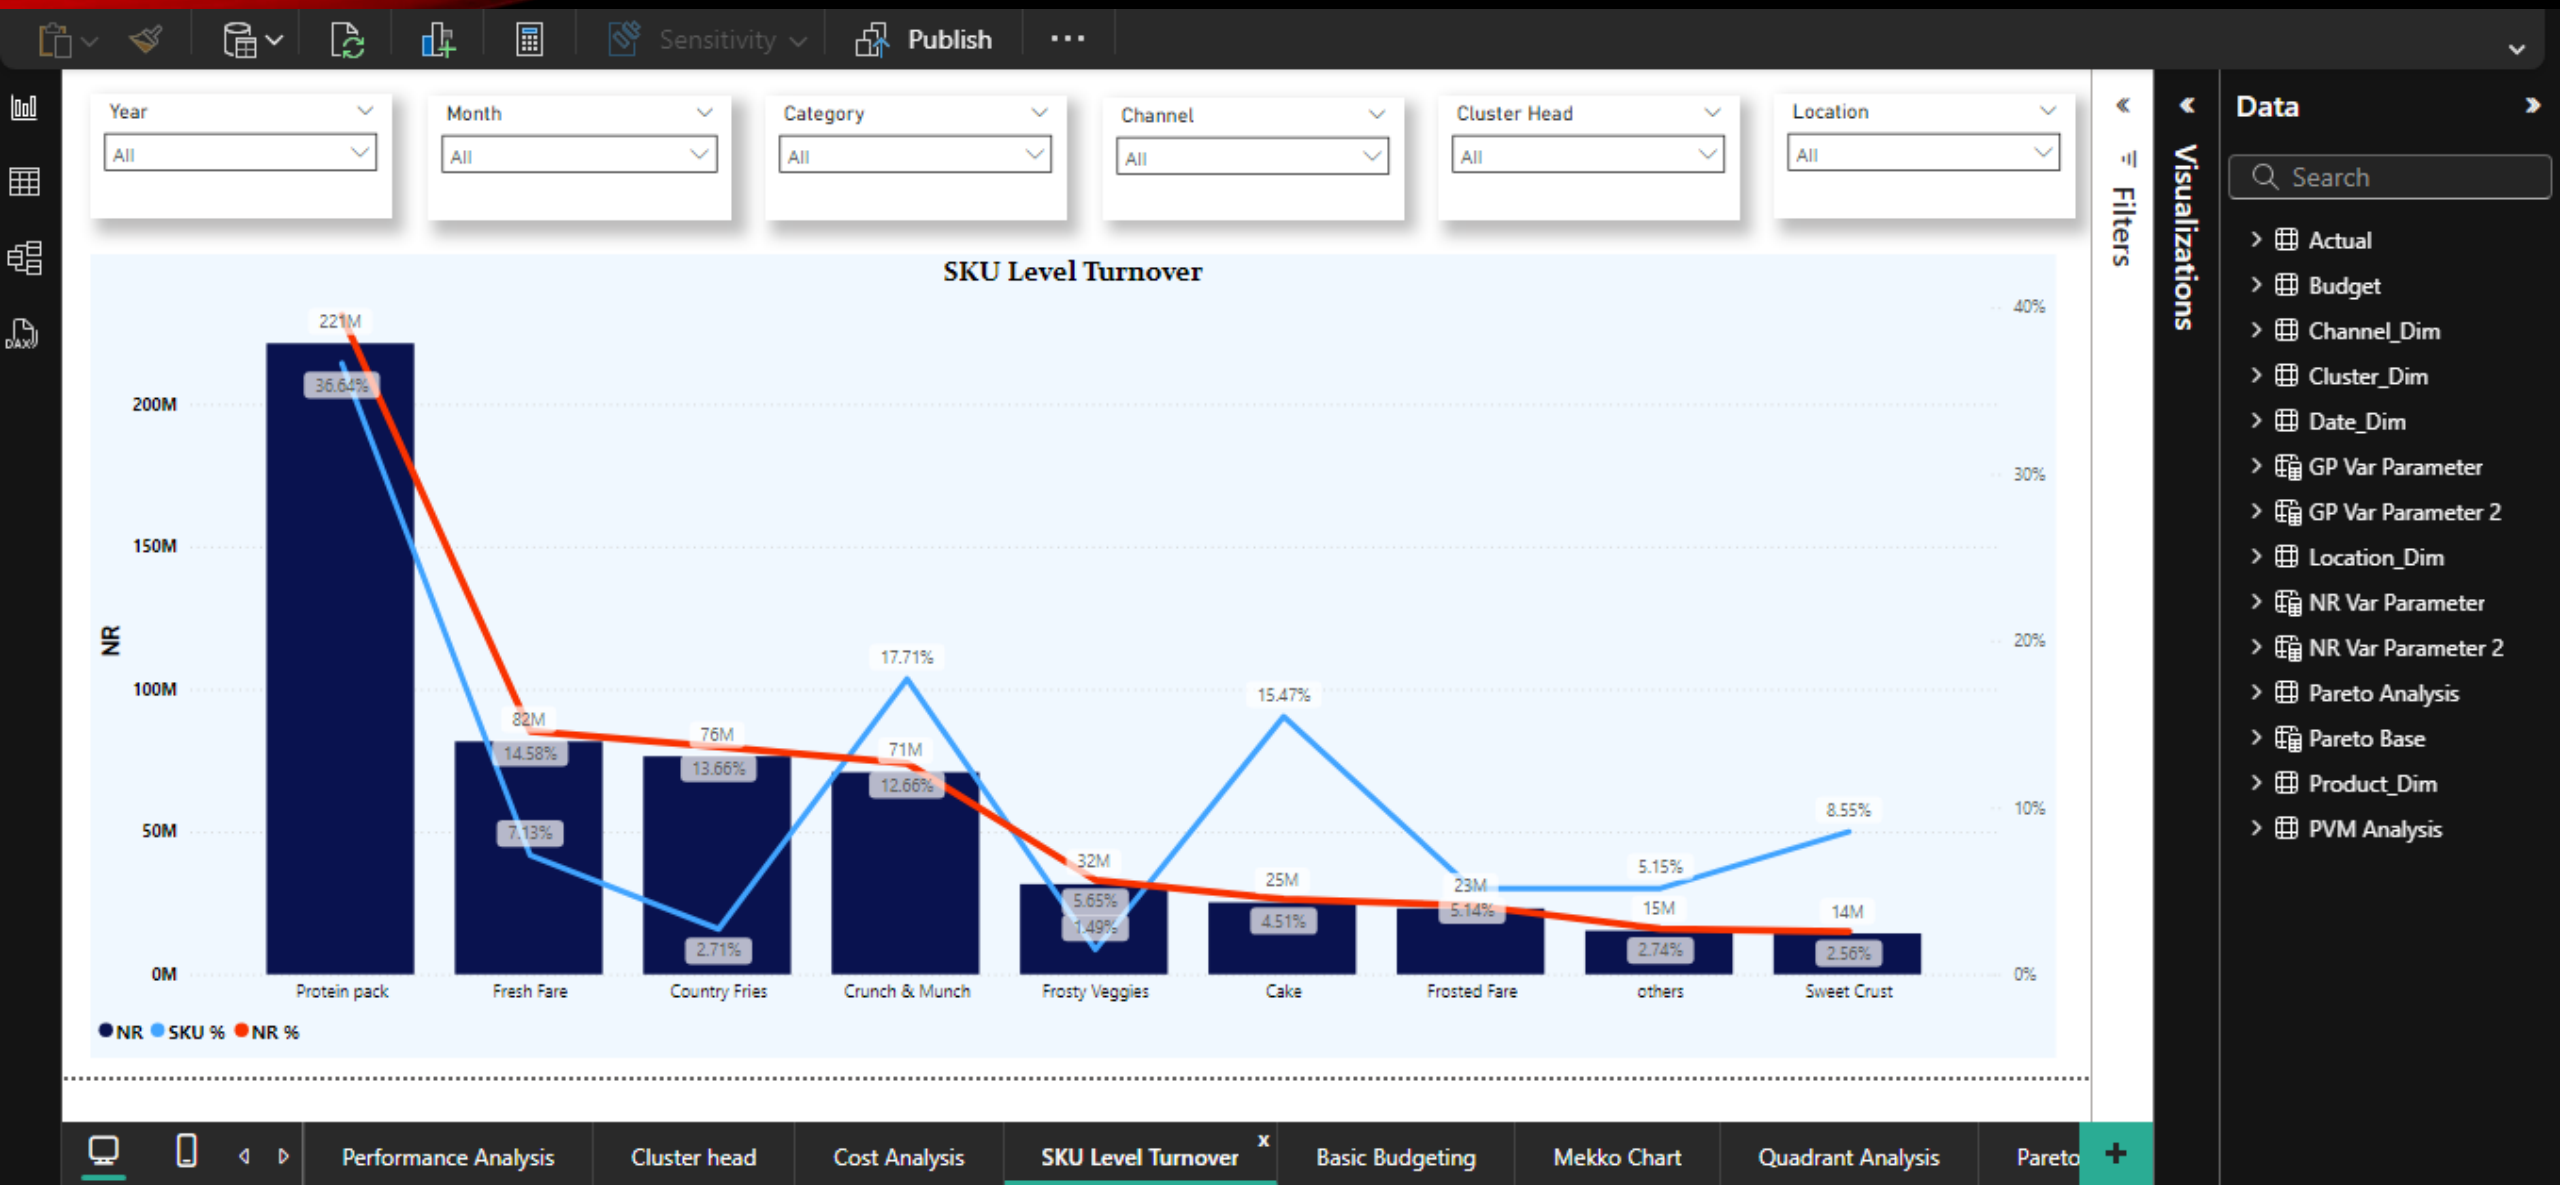 Sensitivity
Publish
Year
All
Month
All
Category
All
Channel
All
Cluster Head
All
Location
All
SKU Level Turnover
NR
200M
150M
100M
50M
0M
40%
30%
20%
10%
0%
221M
36.64%
82M
14.58%
7.13%
76M
13.66%
2.71%
17.71%
71M
12.66%
32M
5.65%
1.49%
15.47%
25M
4.51%
23M
5.14%
5.15%
15M
2.74%
8.55%
14M
2.56%
Protein pack
Fresh Fare
Country Fries
Crunch & Munch
Frosty Veggies
Cake
Frosted Fare
others
Sweet Crust
NR SKU % NR %
Filters
Visualizations
Data
Search
Actual
Budget
Channel_Dim
Cluster_Dim
Date_Dim
GP Var Parameter
GP Var Parameter 2
Location_Dim
NR Var Parameter
NR Var Parameter 2
Pareto Analysis
Pareto Base
Product_Dim
PVM Analysis
DAX
Performance Analysis
Cluster head
Cost Analysis
SKU Level Turnover
x
Basic Budgeting
Mekko Chart
Quadrant Analysis
Pareto